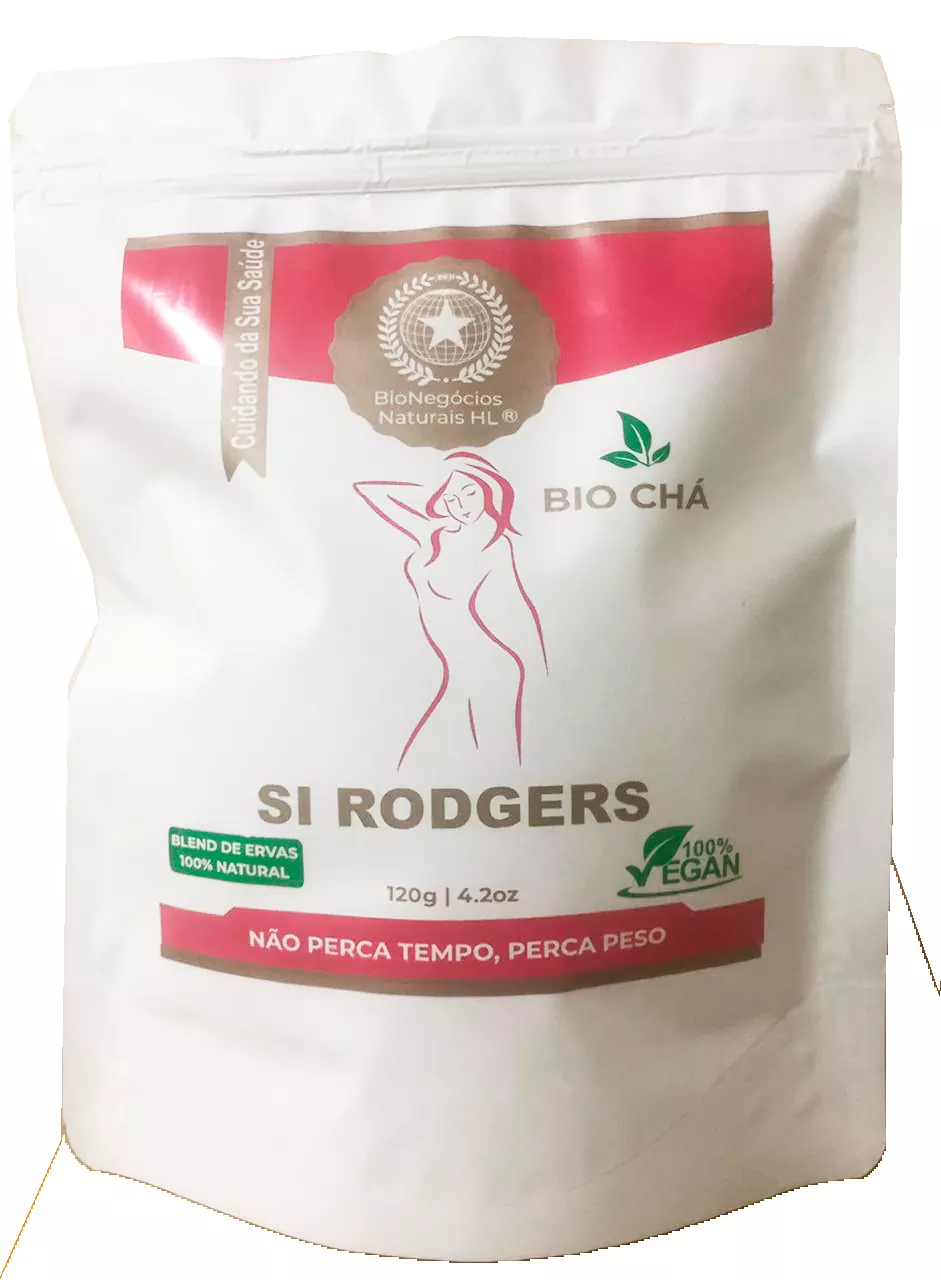 Cuidando da Sua Saúde
BioNegócios
Naturais HL®
BIO CHÁ
SI RODGERS
BLEND DE ERVAS
100% NATURAL
100%
VEGAN
120g | 4.2oz
NÃO PERCA TEMPO, PERCA PESO